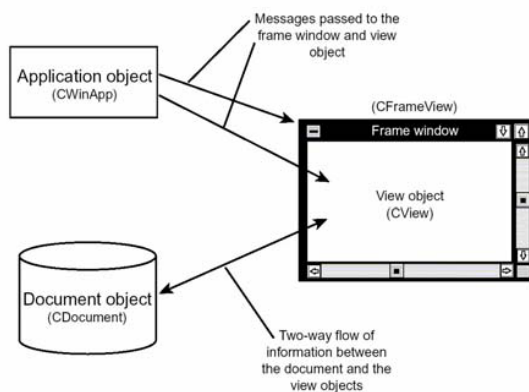 Messages passed to the
frame window and view
object
Application object
(CWinApp)
(CFrameView)
Frame window
View object
(CView)
Document object
(CDocument)
Two-way flow of
information between
the document and the
view objects